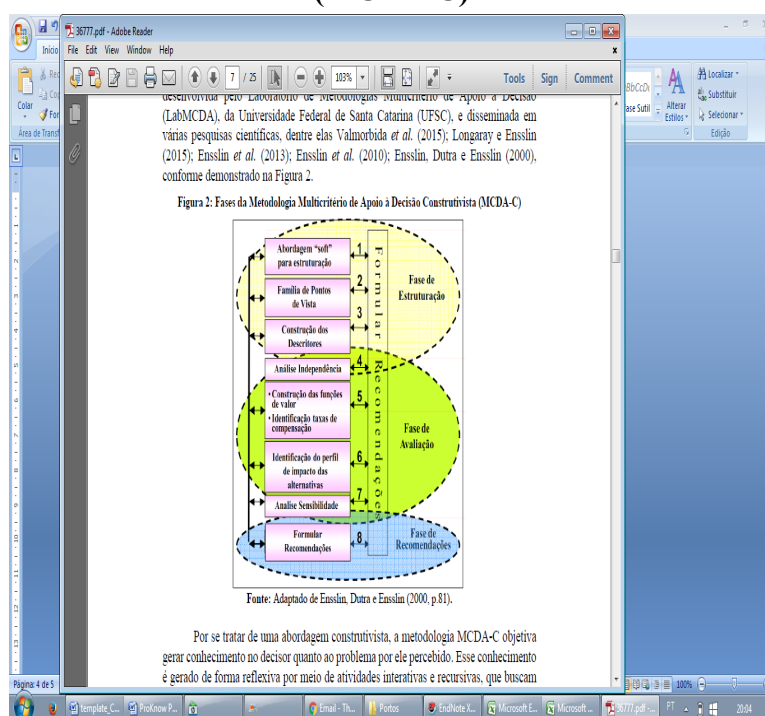 36777.pdf - Adobe Reader
Início
File Edit View Window Help
7 / 25
103%
Tools Sign Comment
Colar
Área de Transf
BbCcDc
ase Sutil
Alterar
Estilos
Localizar
Substituir
Selecionar
Edição
desenvolvida pelo Laboratório de Metodologias Multicritério de Apoio à Decisão
(LabMCDA), da Universidade Federal de Santa Catarina (UFSC), e disseminada em
várias pesquisas científicas, dentre elas Valmorbida et al. (2015); Longaray e Ensslin
(2015); Ensslin et al. (2013); Ensslin et al. (2010); Ensslin, Dutra e Ensslin (2000),
conforme demonstrado na Figura 2.
Figura 2: Fases da Metodologia Multicritério de Apoio à Decisão Construtivista (MCDA-C)
Abordagem “soft”
para estruturação
1
Família de Pontos
de Vista
2
Construção dos
Descritores
3
Análise Independência
4
• Construção das funções
de valor
• Identificação taxas de
compensação
5
Identificação do perfil
de impacto das
alternativas
6
Analise Sensibilidade
7
Formular
Recomendações
8
Formular Recomendações
Fase de
Estruturação
Fase de
Avaliação
Fase de
Recomendações
Fonte: Adaptado de Ensslin, Dutra e Ensslin (2000, p.81).
Por se tratar de uma abordagem construtivista, a metodologia MCDA-C objetiva
gerar conhecimento no decisor quanto ao problema por ele percebido. Esse conhecimento
é gerado de forma reflexiva por meio de atividades interativas e recursivas, que buscam
Página: 4 de 5
100%
template_C...
ProKnow P...
Email - Th...
Portos
EndNote X...
Microsoft E...
Microsoft ...
36777.pdf -...
PT
20:04